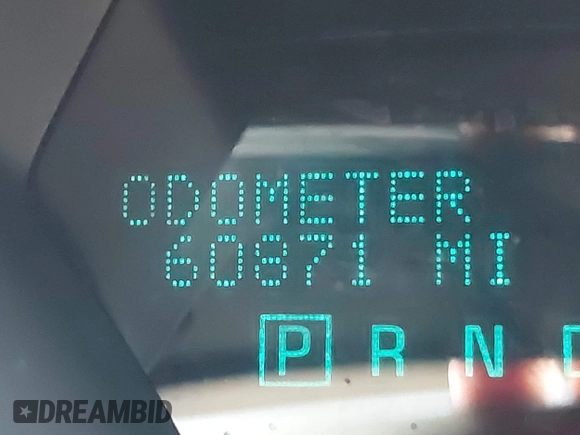 ODOMETER
60871 MI
P R N
DREAMBID